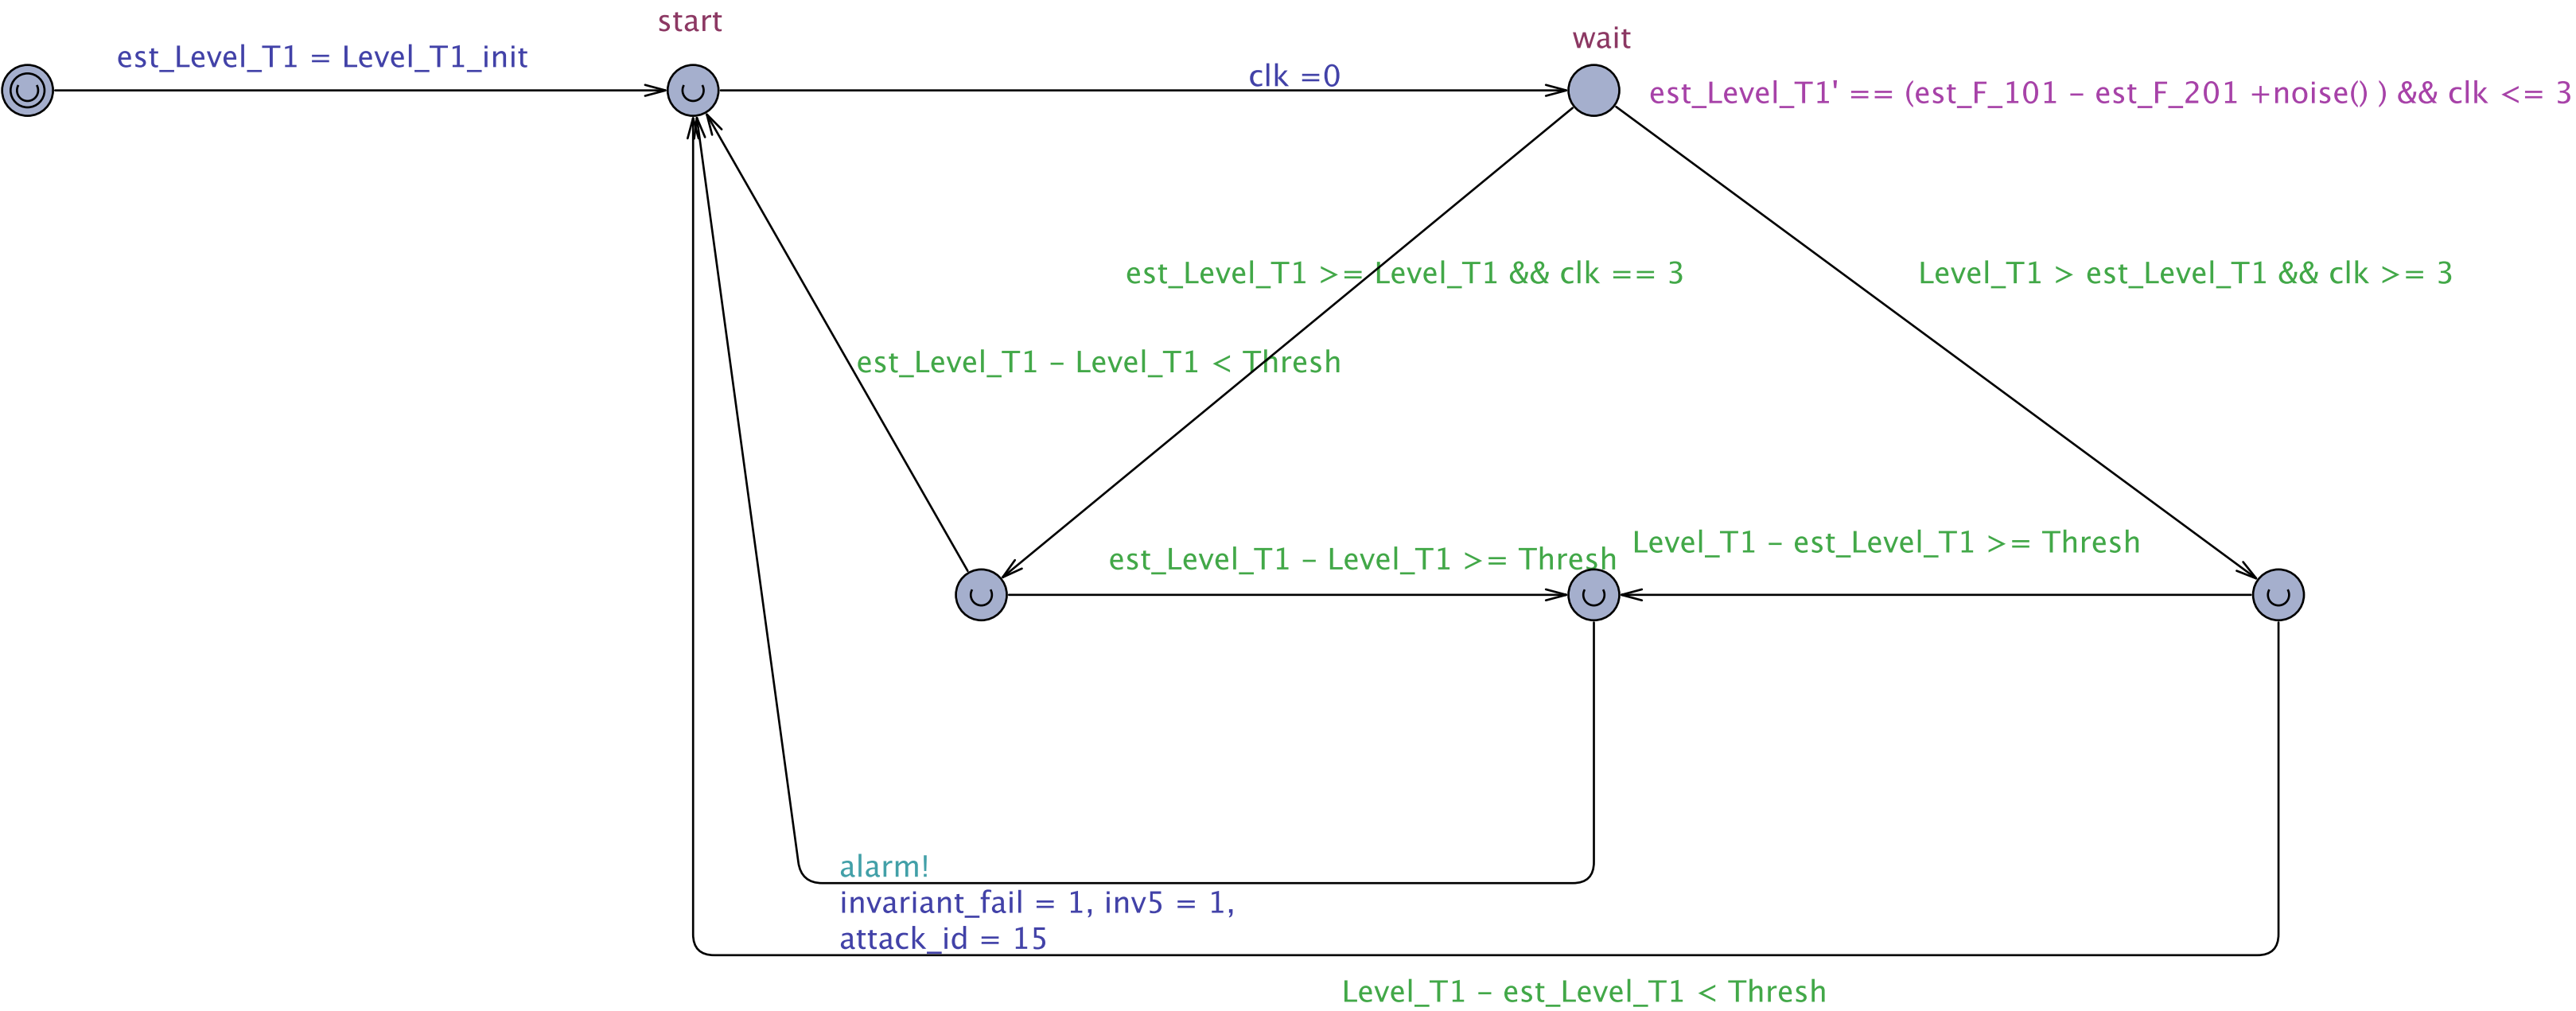 start
wait
est_Level_T1 = Level_T1_init
clk =0
est_Level_T1' == (est_F_101 – est_F_201 +noise() ) && clk <= 3
est_Level_T1 >= Level_T1 && clk == 3
Level_T1 > est_Level_T1 && clk >= 3
est_Level_T1 – Level_T1 < Thresh
est_Level_T1 – Level_T1 >= Thresh
Level_T1 – est_Level_T1 >= Thresh
alarm!
invariant_fail = 1, inv5 = 1,
attack_id = 15
Level_T1 – est_Level_T1 < Thresh